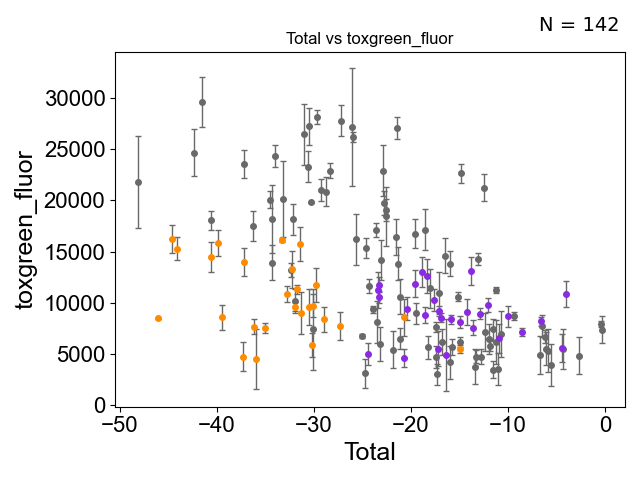 N = 142
Total vs toxgreen_fluor
toxgreen_fluor
30000
25000
20000
15000
10000
5000
0
−50 −40 −30 −20 −10 0
Total